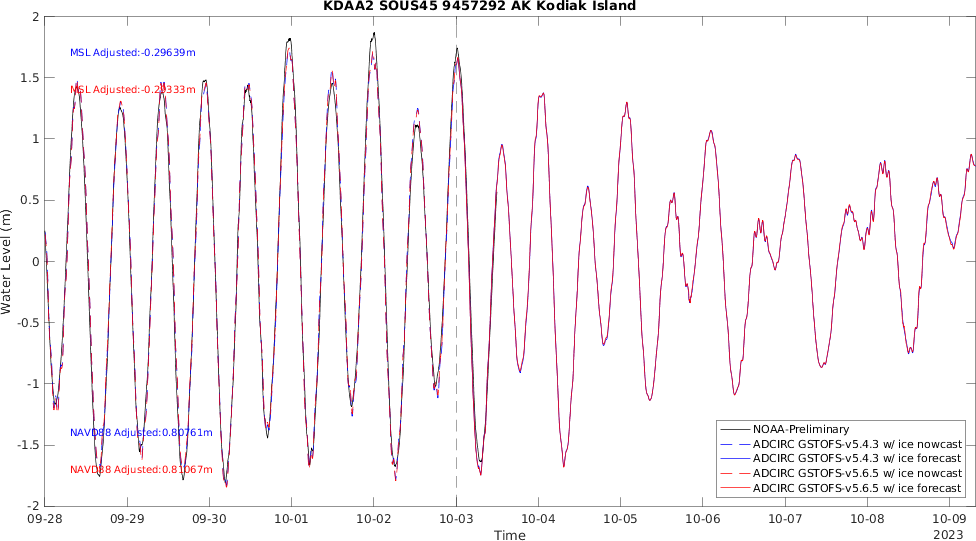 KDAA2 SOUS45 9457292 AK Kodiak Island
2
1.5
1
0.5
0
-0.5
-1
-1.5
-2
Water Level (m)
MSL Adjusted:-0.29639m
MSL Adjusted:-0.29333m
NAVD88 Adjusted:0.80761m
NAVD88 Adjusted:0.81067m
NOAA-Preliminary
ADCIRC GSTOFS-v5.4.3 w/ ice nowcast
ADCIRC GSTOFS-v5.4.3 w/ ice forecast
ADCIRC GSTOFS-v5.6.5 w/ ice nowcast
ADCIRC GSTOFS-v5.6.5 w/ ice forecast
09-28 09-29 09-30 10-01 10-02 10-03 10-04 10-05 10-06 10-07 10-08 10-09
2023
Time